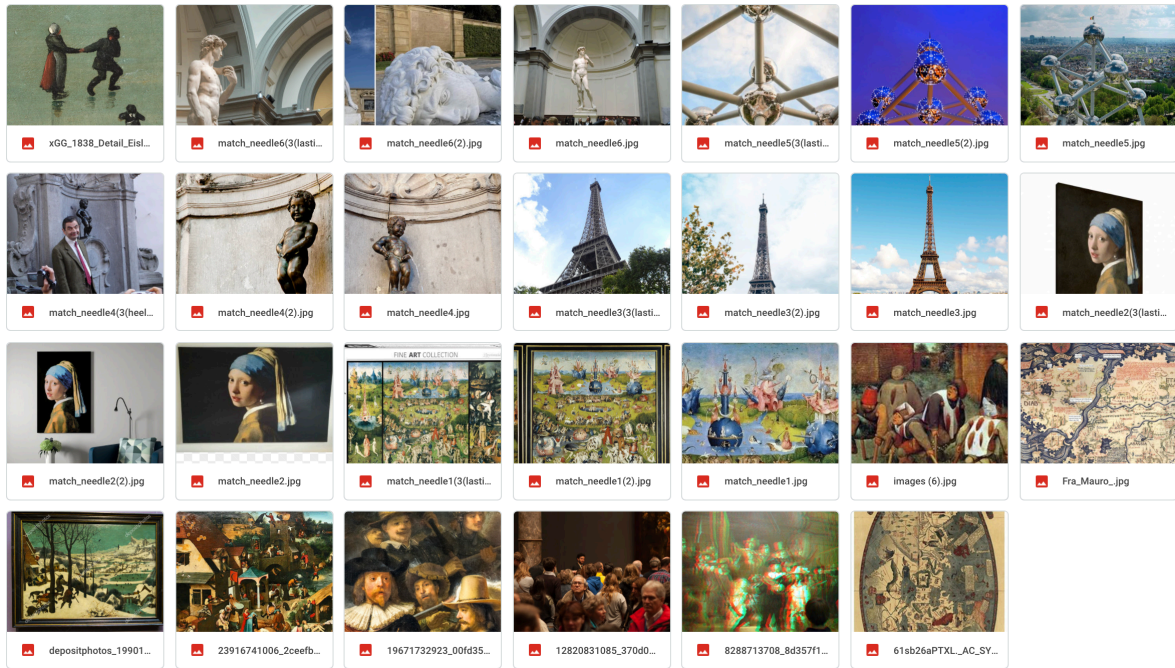 xGG_1838_Detail_Eisl...
match_needle6(3(lasti...
match_needle6(2).jpg
match_needle6.jpg
match_needle5(3(lasti...
match_needle5(2).jpg
match_needle5.jpg
match_needle4(3(heel...
match_needle4(2).jpg
match_needle4.jpg
match_needle3(3(lasti...
match_needle3(2).jpg
match_needle3.jpg
match_needle2(3(lasti...
FINE ART COLLECTION
match_needle2(2).jpg
match_needle2.jpg
match_needle1(3(lasti...
match_needle1(2).jpg
match_needle1.jpg
images (6).jpg
Fra_Mauro_.jpg
depositphotos_19901...
23916741006_2ceefb...
19671732923_00fd35...
12820831085_370d0...
8288713708_8d357f1...
61sb26aPTXL._AC_SY...